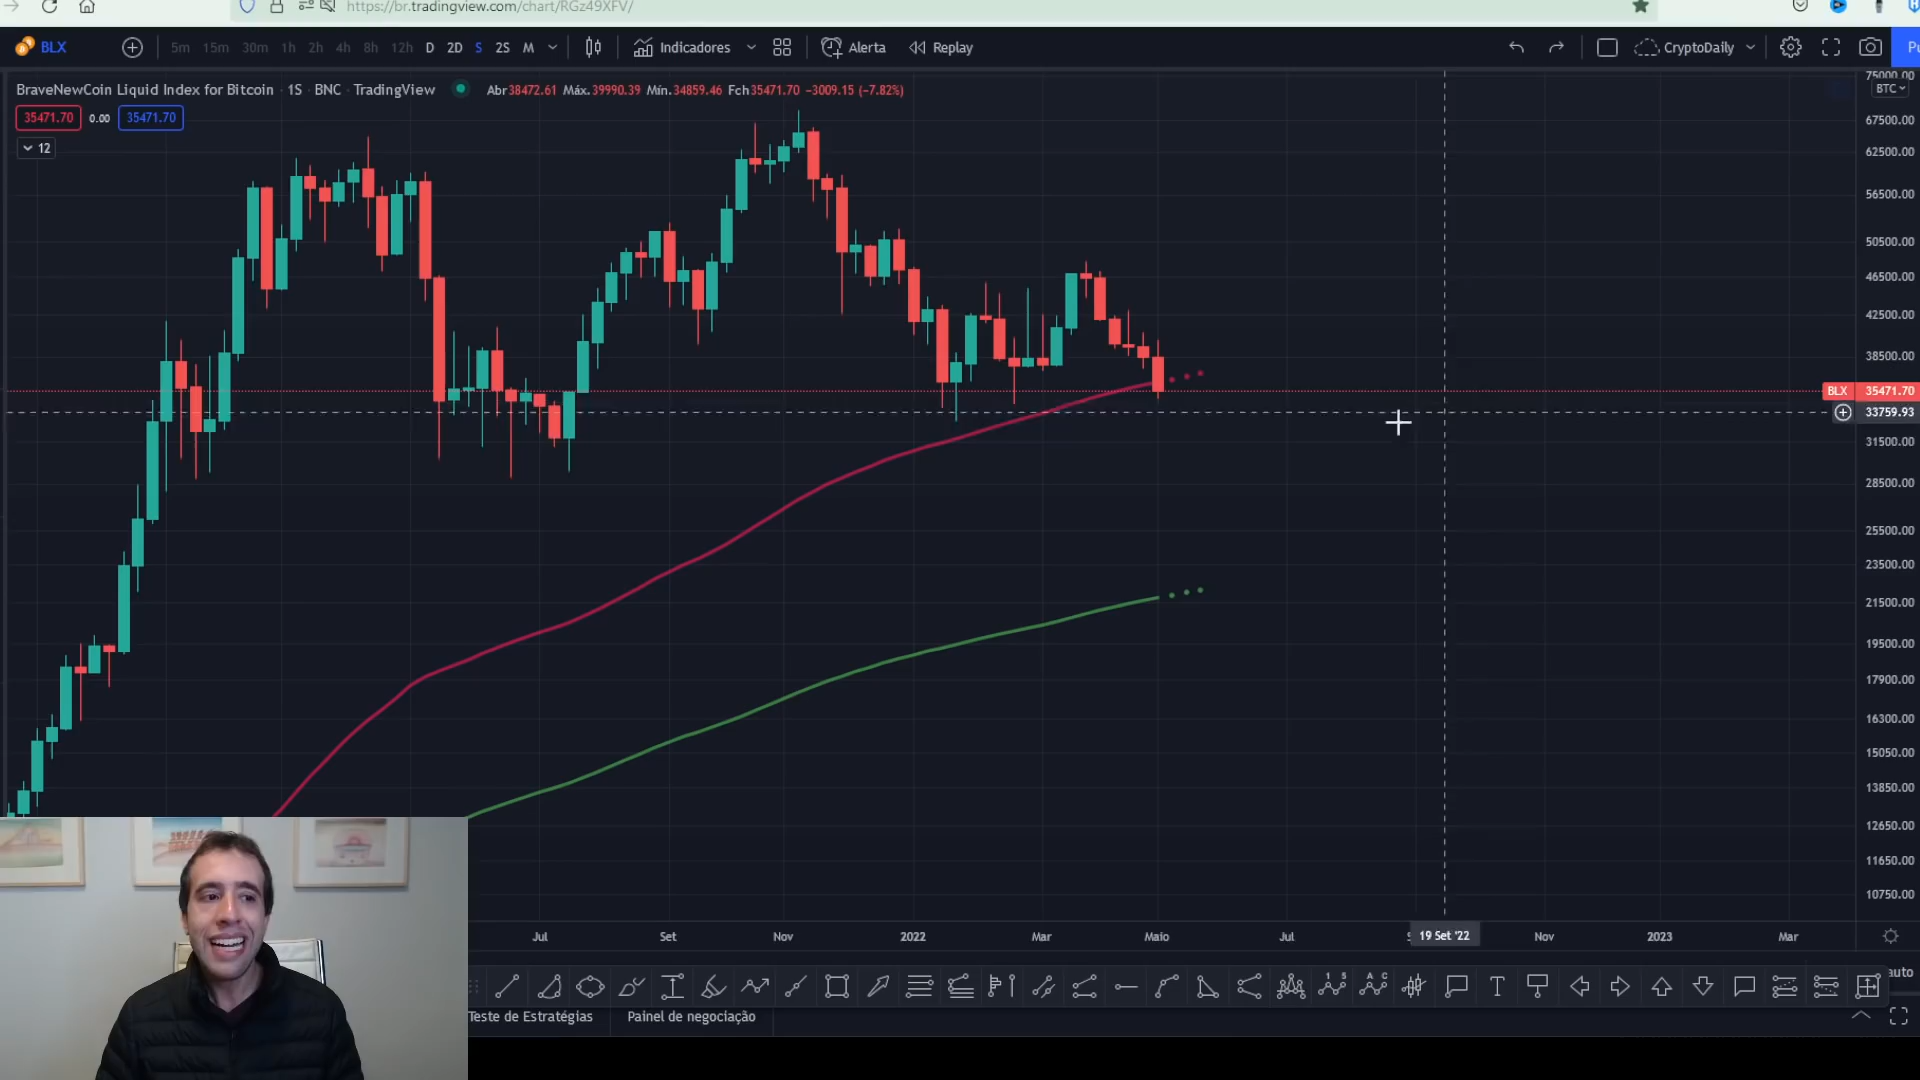 https://br.tradingview.com/chart/RGz49XFV/
BLX 5m 15m 30m 1h 2h 4h 8h 12h D 2D S 2S M Indicadores Alerta Replay CryptoDaily Pu
BraveNewCoin Liquid Index for Bitcoin · 1S · BNC · TradingView Abr38472.61 Máx.39990.39 Mín.34859.46 Fch35471.70 −3009.15 (−7.82%)
35471.70 0.00 35471.70
12
75000.00
BTC
67500.00
62500.00
56500.00
50500.00
46500.00
42500.00
38500.00
BLX 35471.70
33759.93
31500.00
28500.00
25500.00
23500.00
21500.00
19500.00
17900.00
16300.00
15050.00
13850.00
12650.00
11650.00
10750.00
Jul Set Nov 2022 Mar Maio Jul 19 Set '22 Nov 2023 Mar
auto
Teste de Estratégias Painel de negociação